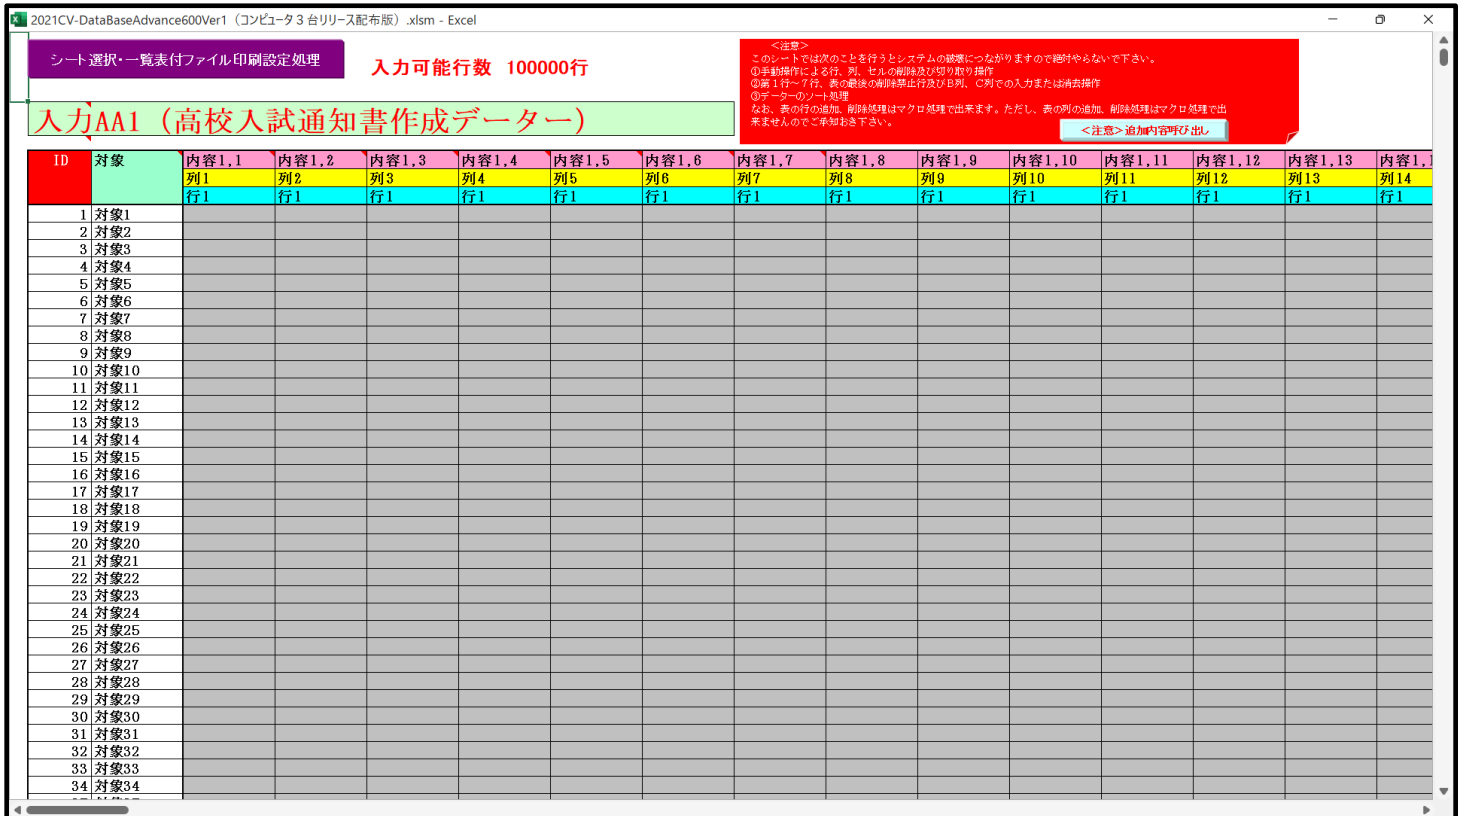 2021CV-DataBaseAdvance600Ver1（コンピュータ３台リリース配布版）.xlsm - Excel
シート選択・一覧表付ファイル印刷設定処理
入力可能行数 100000行
＜注意＞
このシートでは次のことを行うとシステムの破壊につながりますので絶対やらないで下さい。
①手動操作による行、列、セルの削除及び切り取り操作
②第１行～７行、表の最後の削除禁止行及びＢ列、Ｃ列での入力または消去操作
③データーのソート処理
なお、表の行の追加、削除処理はマクロ処理で出来ます。ただし、表の列の追加、削除処理はマクロ処理で出
来ませんのでご承知おき下さい。
＜注意＞追加内容呼び出し
入力AA1（高校入試通知書作成データー）
ID 対象 内容1,1 内容1,2 内容1,3 内容1,4 内容1,5 内容1,6 内容1,7 内容1,8 内容1,9 内容1,10 内容1,11 内容1,12 内容1,13 内容1,1
列1 列2 列3 列4 列5 列6 列7 列8 列9 列10 列11 列12 列13 列14
行1 行1 行1 行1 行1 行1 行1 行1 行1 行1 行1 行1 行1 行1
1 対象1
2 対象2
3 対象3
4 対象4
5 対象5
6 対象6
7 対象7
8 対象8
9 対象9
10 対象10
11 対象11
12 対象12
13 対象13
14 対象14
15 対象15
16 対象16
17 対象17
18 対象18
19 対象19
20 対象20
21 対象21
22 対象22
23 対象23
24 対象24
25 対象25
26 対象26
27 対象27
28 対象28
29 対象29
30 対象30
31 対象31
32 対象32
33 対象33
34 対象34